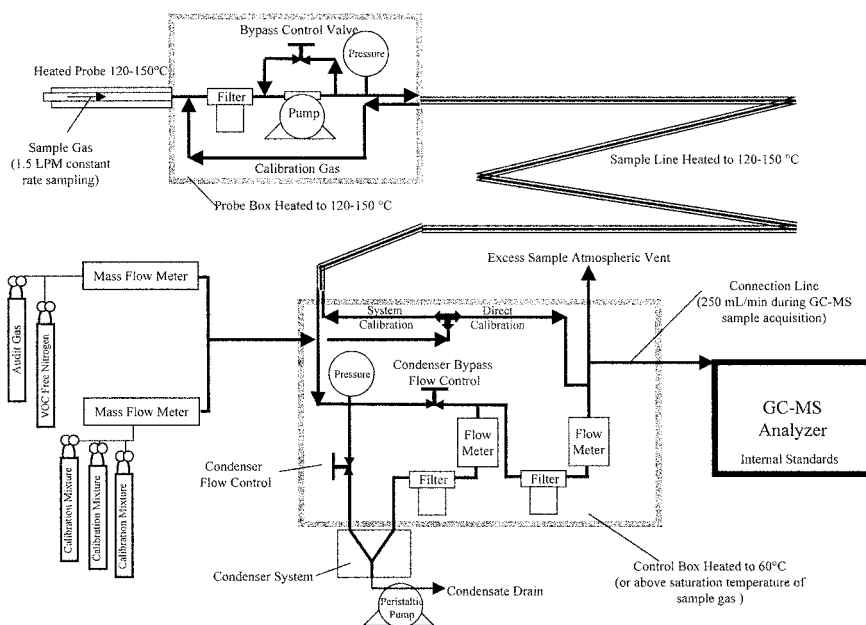 Bypass Control Valve
Pressure
Heated Probe 120-150°C
Filter
Pump
Sample Gas
(1.5 LPM constant
rate sampling)
Calibration Gas
Sample Line Heated to 120-150 °C
Probe Box Heated to 120-150 °C
Excess Sample Atmospheric Vent
Mass Flow Meter
Connection Line
(250 mL/min during GC-MS
sample acquisition)
System
Calibration
Direct
Calibration
Audit Gas
VOC Free Nitrogen
Condenser Bypass
Flow Control
Pressure
Mass Flow Meter
GC-MS
Analyzer
Internal Standards
Flow
Meter
Flow
Meter
Condenser
Flow Control
Filter
Filter
Calibration Mixture
Calibration Mixture
Calibration Mixture
Control Box Heated to 60°C
(or above saturation temperature of
sample gas )
Condenser System
Condensate Drain
Peristaltic
Pump